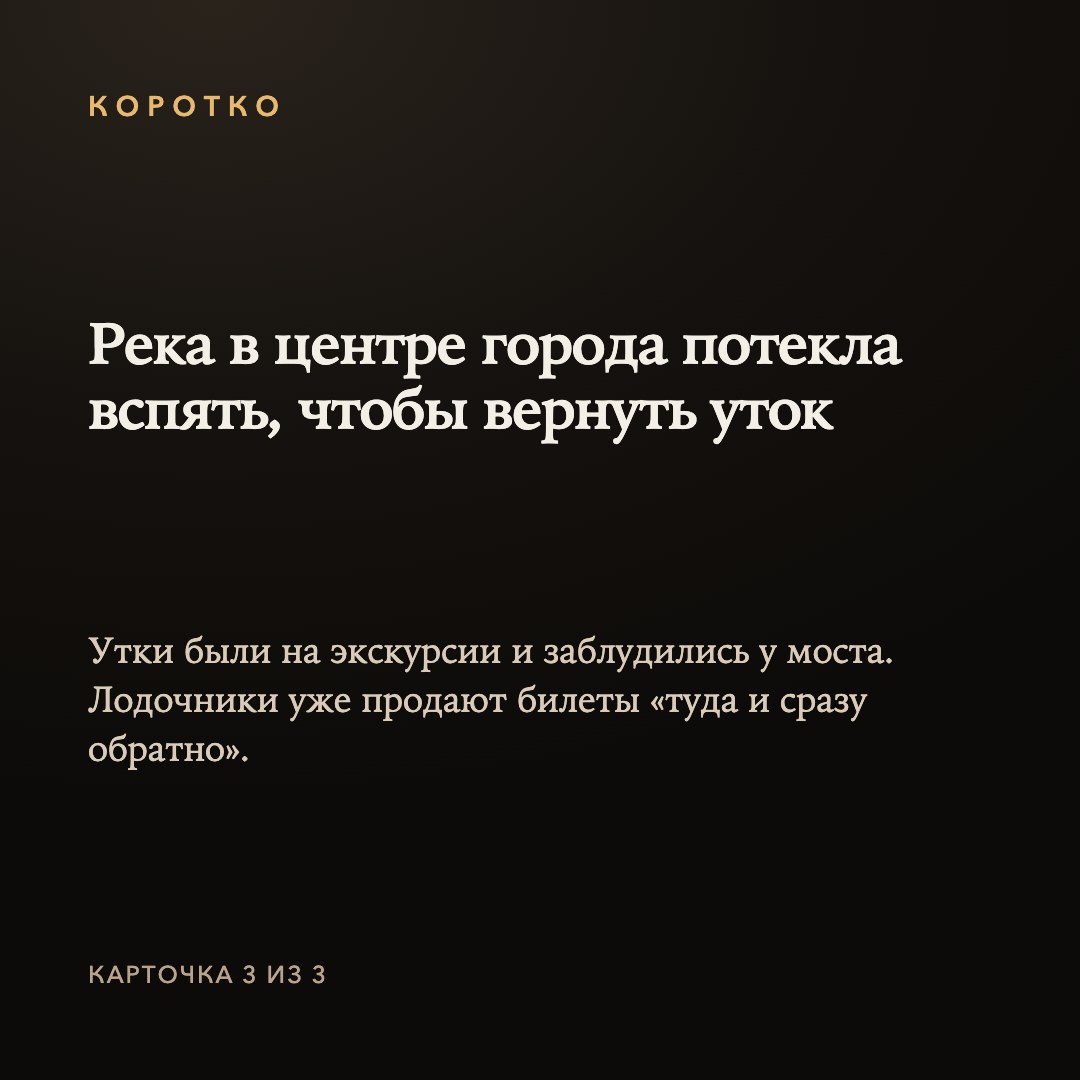 КОРОТКО
Река в центре города потекла
вспять, чтобы вернуть уток
Утки были на экскурсии и заблудились у моста.
Лодочники уже продают билеты «туда и сразу
обратно».
КАРТОЧКА 3 ИЗ 3